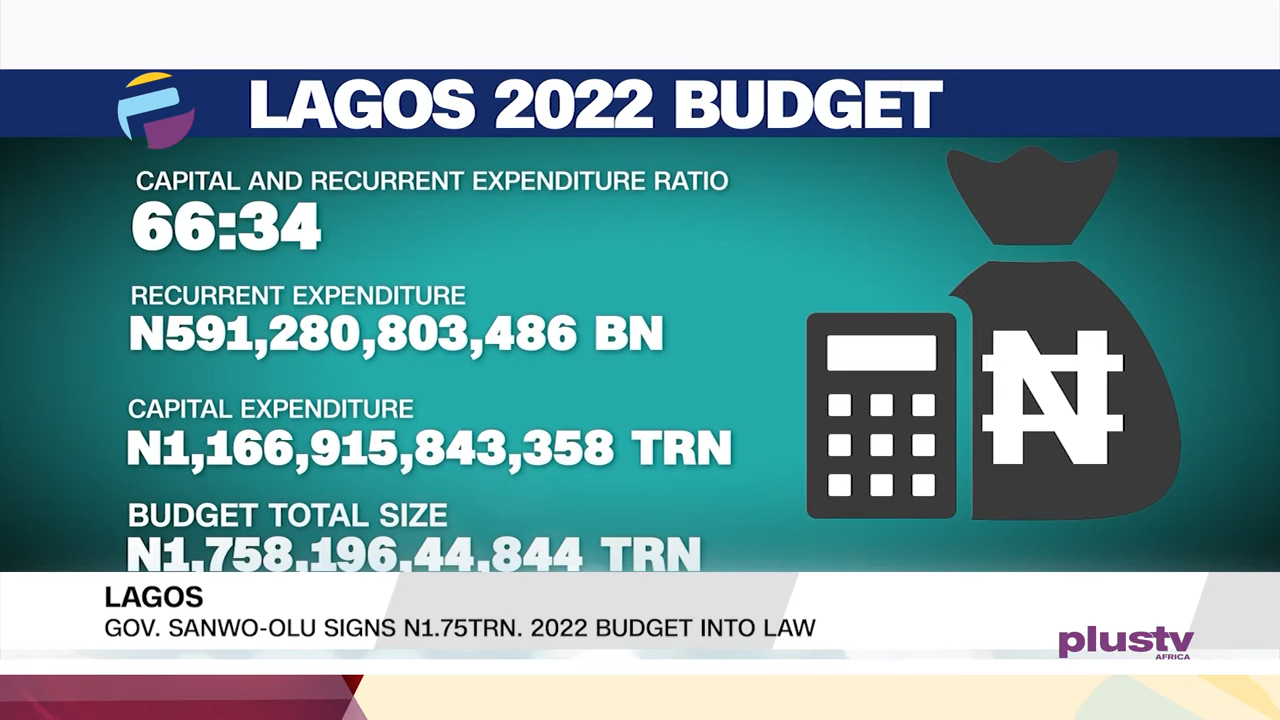 LAGOS 2022 BUDGET
CAPITAL AND RECURRENT EXPENDITURE RATIO
66:34
RECURRENT EXPENDITURE
N591,280,803,486 BN
CAPITAL EXPENDITURE
N1,166,915,843,358 TRN
BUDGET TOTAL SIZE
N1,758,196,44,844 TRN
₦
LAGOS
GOV. SANWO-OLU SIGNS N1.75TRN. 2022 BUDGET INTO LAW
plustv
AFRICA